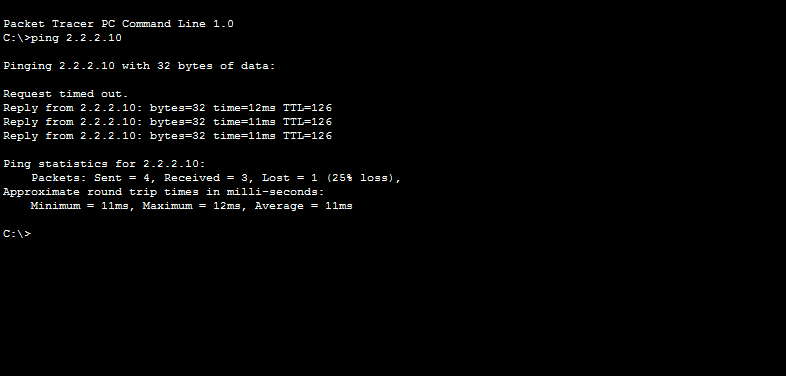 Packet Tracer PC Command Line 1.0
C:\>ping 2.2.2.10
Pinging 2.2.2.10 with 32 bytes of data:
Request timed out.
Reply from 2.2.2.10: bytes=32 time=12ms TTL=126
Reply from 2.2.2.10: bytes=32 time=11ms TTL=126
Reply from 2.2.2.10: bytes=32 time=11ms TTL=126
Ping statistics for 2.2.2.10:
Packets: Sent = 4, Received = 3, Lost = 1 (25% loss),
Approximate round trip times in milli-seconds:
Minimum = 11ms, Maximum = 12ms, Average = 11ms
C:\>